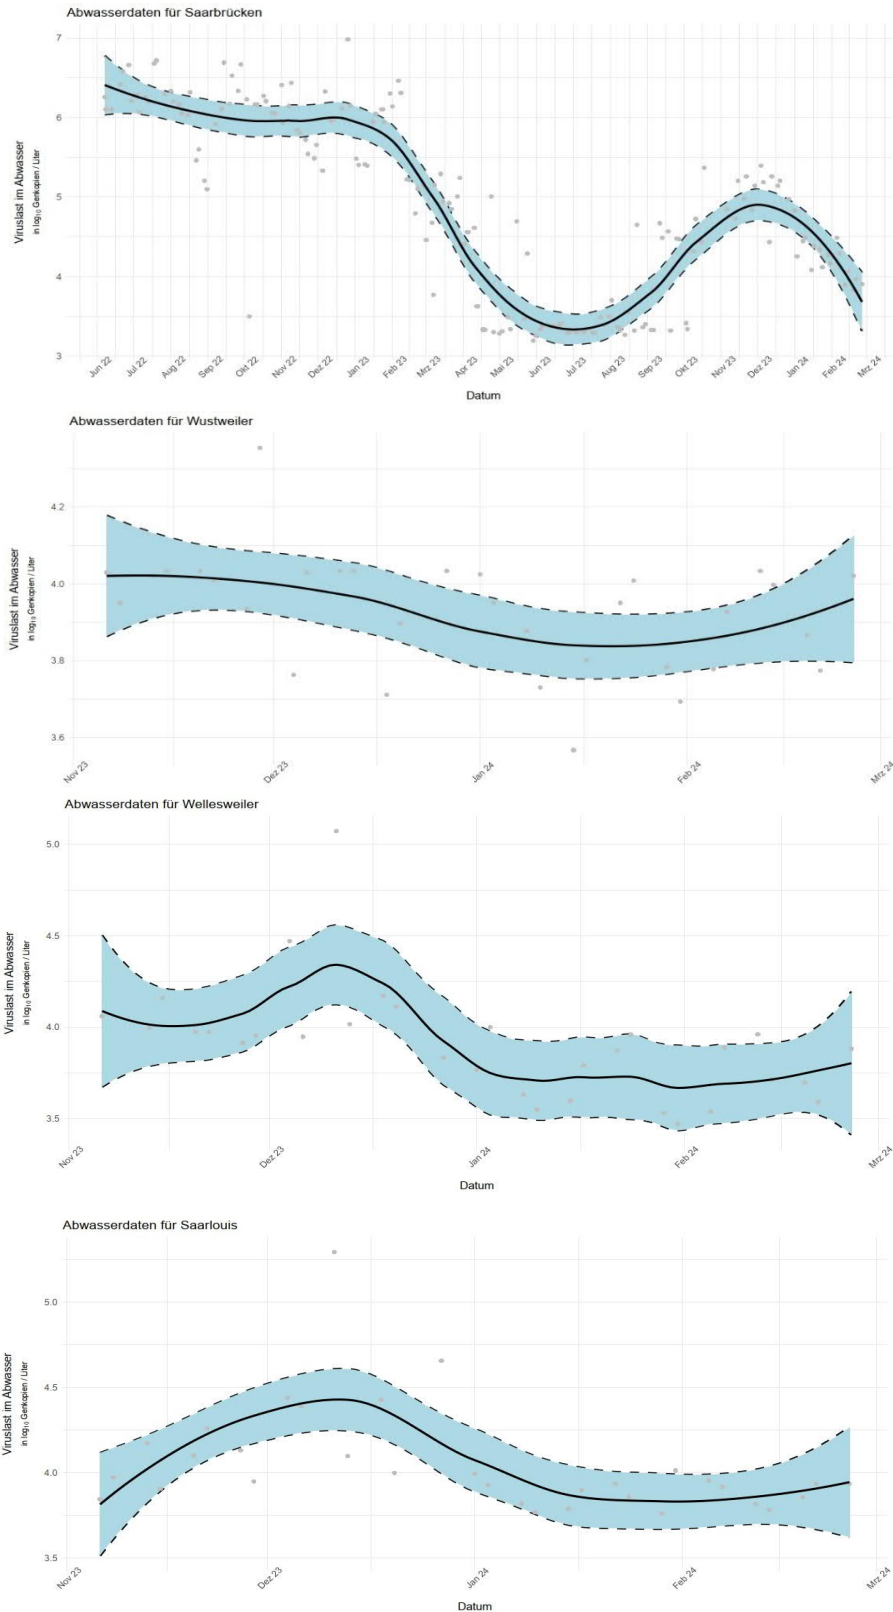 Abwasserdaten für Saarbrücken
Viruslast im Abwasser
in log₁₀ Genkopien / Liter
7
6
5
4
3
Jun 22
Jul 22
Aug 22
Sep 22
Okt 22
Nov 22
Dez 22
Jan 23
Feb 23
Mrz 23
Apr 23
Mai 23
Jun 23
Jul 23
Aug 23
Sep 23
Okt 23
Nov 23
Dez 23
Jan 24
Feb 24
Mrz 24
Datum
Abwasserdaten für Wustweiler
Viruslast im Abwasser
in log₁₀ Genkopien / Liter
4.2
4.0
3.8
3.6
Nov 23
Dez 23
Jan 24
Feb 24
Mrz 24
Abwasserdaten für Wellesweiler
Viruslast im Abwasser
in log₁₀ Genkopien / Liter
5.0
4.5
4.0
3.5
Nov 23
Dez 23
Jan 24
Feb 24
Mrz 24
Datum
Abwasserdaten für Saarlouis
Viruslast im Abwasser
in log₁₀ Genkopien / Liter
5.0
4.5
4.0
3.5
Nov 23
Dez 23
Jan 24
Feb 24
Mrz 24
Datum